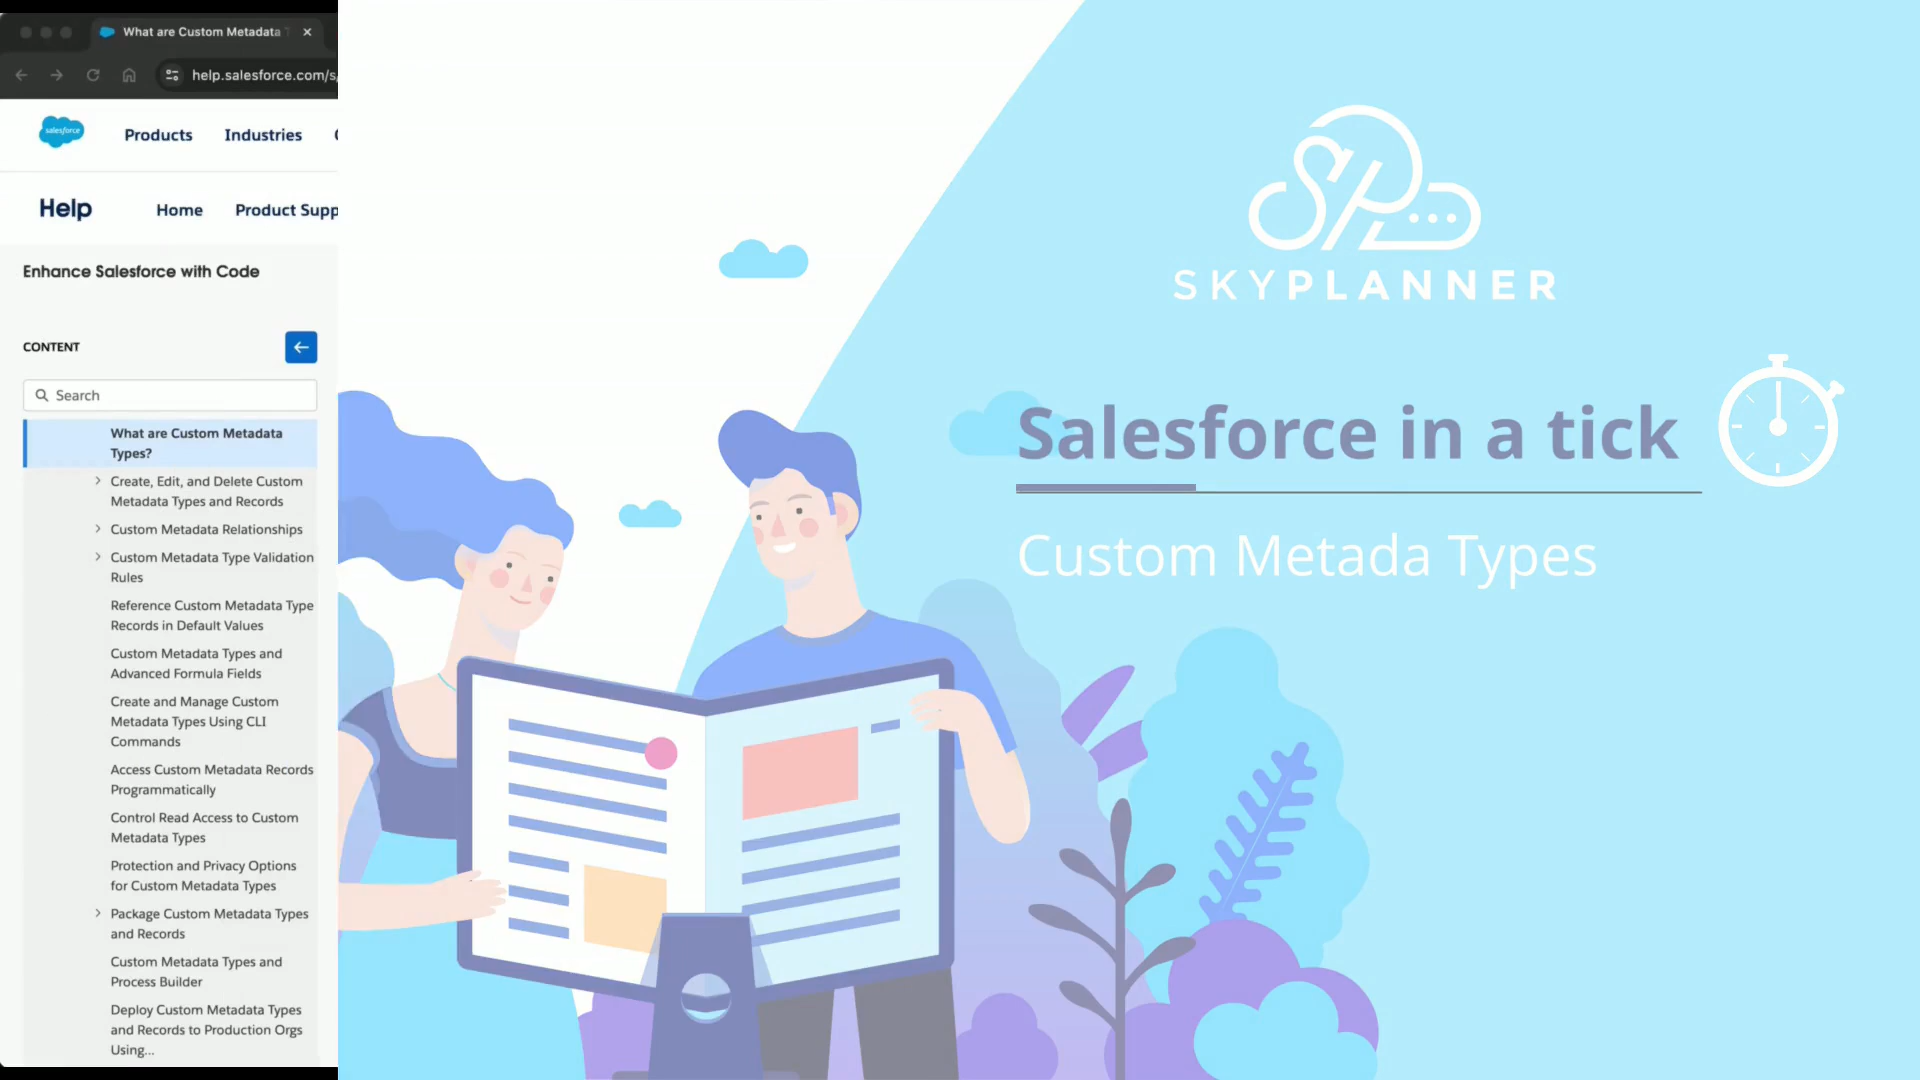 What are Custom Metadata
help.salesforce.com/s
salesforce
Products Industries
Help
Home Product Supp
Enhance Salesforce with Code
CONTENT
Search
What are Custom Metadata
Types?
Create, Edit, and Delete Custom
Metadata Types and Records
Custom Metadata Relationships
Custom Metadata Type Validation
Rules
Reference Custom Metadata Type
Records in Default Values
Custom Metadata Types and
Advanced Formula Fields
Create and Manage Custom
Metadata Types Using CLI
Commands
Access Custom Metadata Records
Programmatically
Control Read Access to Custom
Metadata Types
Protection and Privacy Options
for Custom Metadata Types
Package Custom Metadata Types
and Records
Custom Metadata Types and
Process Builder
Deploy Custom Metadata Types
and Records to Production Orgs
Using...
SKYPLANNER
Salesforce in a tick
Custom Metada Types